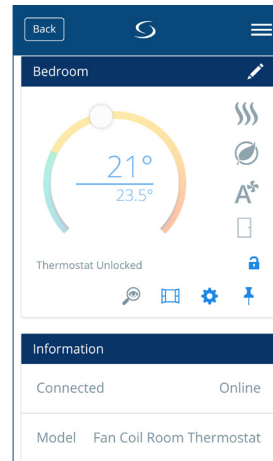 Back
Bedroom
21°
23.5°
A
Thermostat Unlocked
Information
Connected Online
Model Fan Coil Room Thermostat